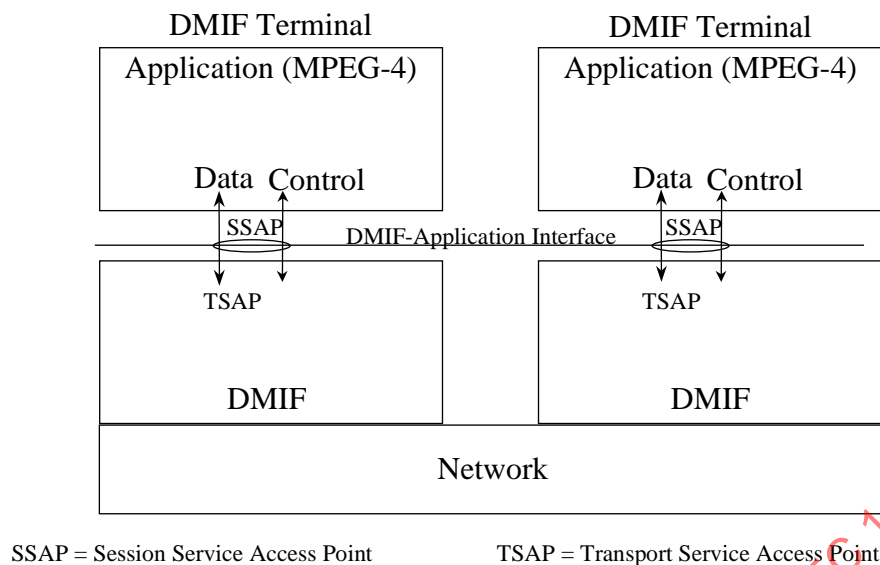 DMIF Terminal
DMIF Terminal
Application (MPEG-4)
Application (MPEG-4)
Data Control
Data Control
SSAP
SSAP
DMIF-Application Interface
TSAP
TSAP
DMIF
DMIF
Network
SSAP = Session Service Access Point
TSAP = Transport Service Access Point